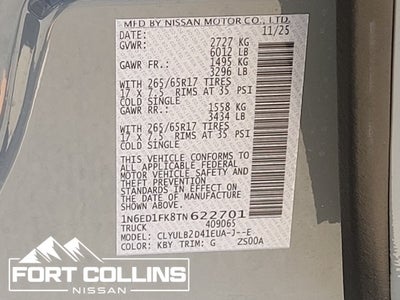 MFD BY NISSAN MOTOR CO., LTD.
DATE: 11/25
GVWR: 2727 KG
6012 LB
GAWR FR: 1495 KG
3296 LB
WITH 265/65R17 TIRES
17 X 7.5 RIMS AT 35 PSI
COLD SINGLE
GAWR RR: 1558 KG
3434 LB
WITH 265/65R17 TIRES
17 X 7.5 RIMS AT 35 PSI
COLD SINGLE
THIS VEHICLE CONFORMS TO
ALL APPLICABLE FEDERAL
MOTOR VEHICLE SAFETY
STANDARDS IN EFFECT ON
THE DATE OF MANUFACTURE
SHOWN ABOVE.
1N6ED1FK8TN622701
TRUCK 409065
MODEL: CLYULB2D41EUA-J--E
COLOR: KBY TRIM: G ZS00A
FORT COLLINS
NISSAN